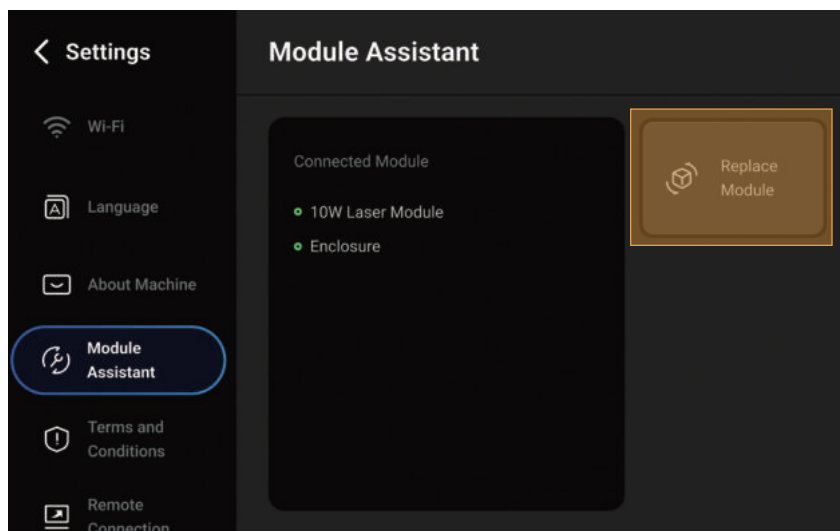 Settings
Module Assistant
Wi-Fi
Language
About Machine
Module
Assistant
Terms and
Conditions
Remote
Connection
Connected Module
10W Laser Module
Enclosure
Replace
Module